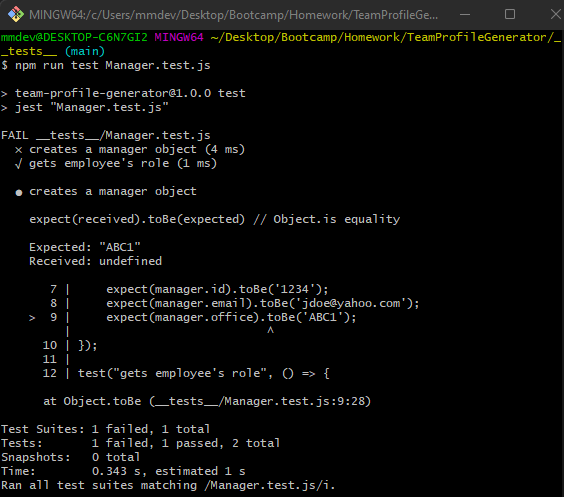 MINGW64:/c/Users/mmdev/Desktop/Bootcamp/Homework/TeamProfileGe...
mmdev@DESKTOP-C6N7GI2 MINGW64 ~/Desktop/Bootcamp/Homework/TeamProfileGenerator/_
_tests__ (main)
$ npm run test Manager.test.js
> team-profile-generator@1.0.0 test
> jest "Manager.test.js"
FAIL __tests__/Manager.test.js
× creates a manager object (4 ms)
√ gets employee's role (1 ms)
● creates a manager object
expect(received).toBe(expected) // Object.is equality
Expected: "ABC1"
Received: undefined
7 |     expect(manager.id).toBe('1234');
8 |     expect(manager.email).toBe('jdoe@yahoo.com');
>  9 |     expect(manager.office).toBe('ABC1');
|                            ^
10 | });
11 |
12 | test("gets employee's role", () => {
at Object.toBe (__tests__/Manager.test.js:9:28)
Test Suites: 1 failed, 1 total
Tests:       1 failed, 1 passed, 2 total
Snapshots:   0 total
Time:        0.343 s, estimated 1 s
Ran all test suites matching /Manager.test.js/i.